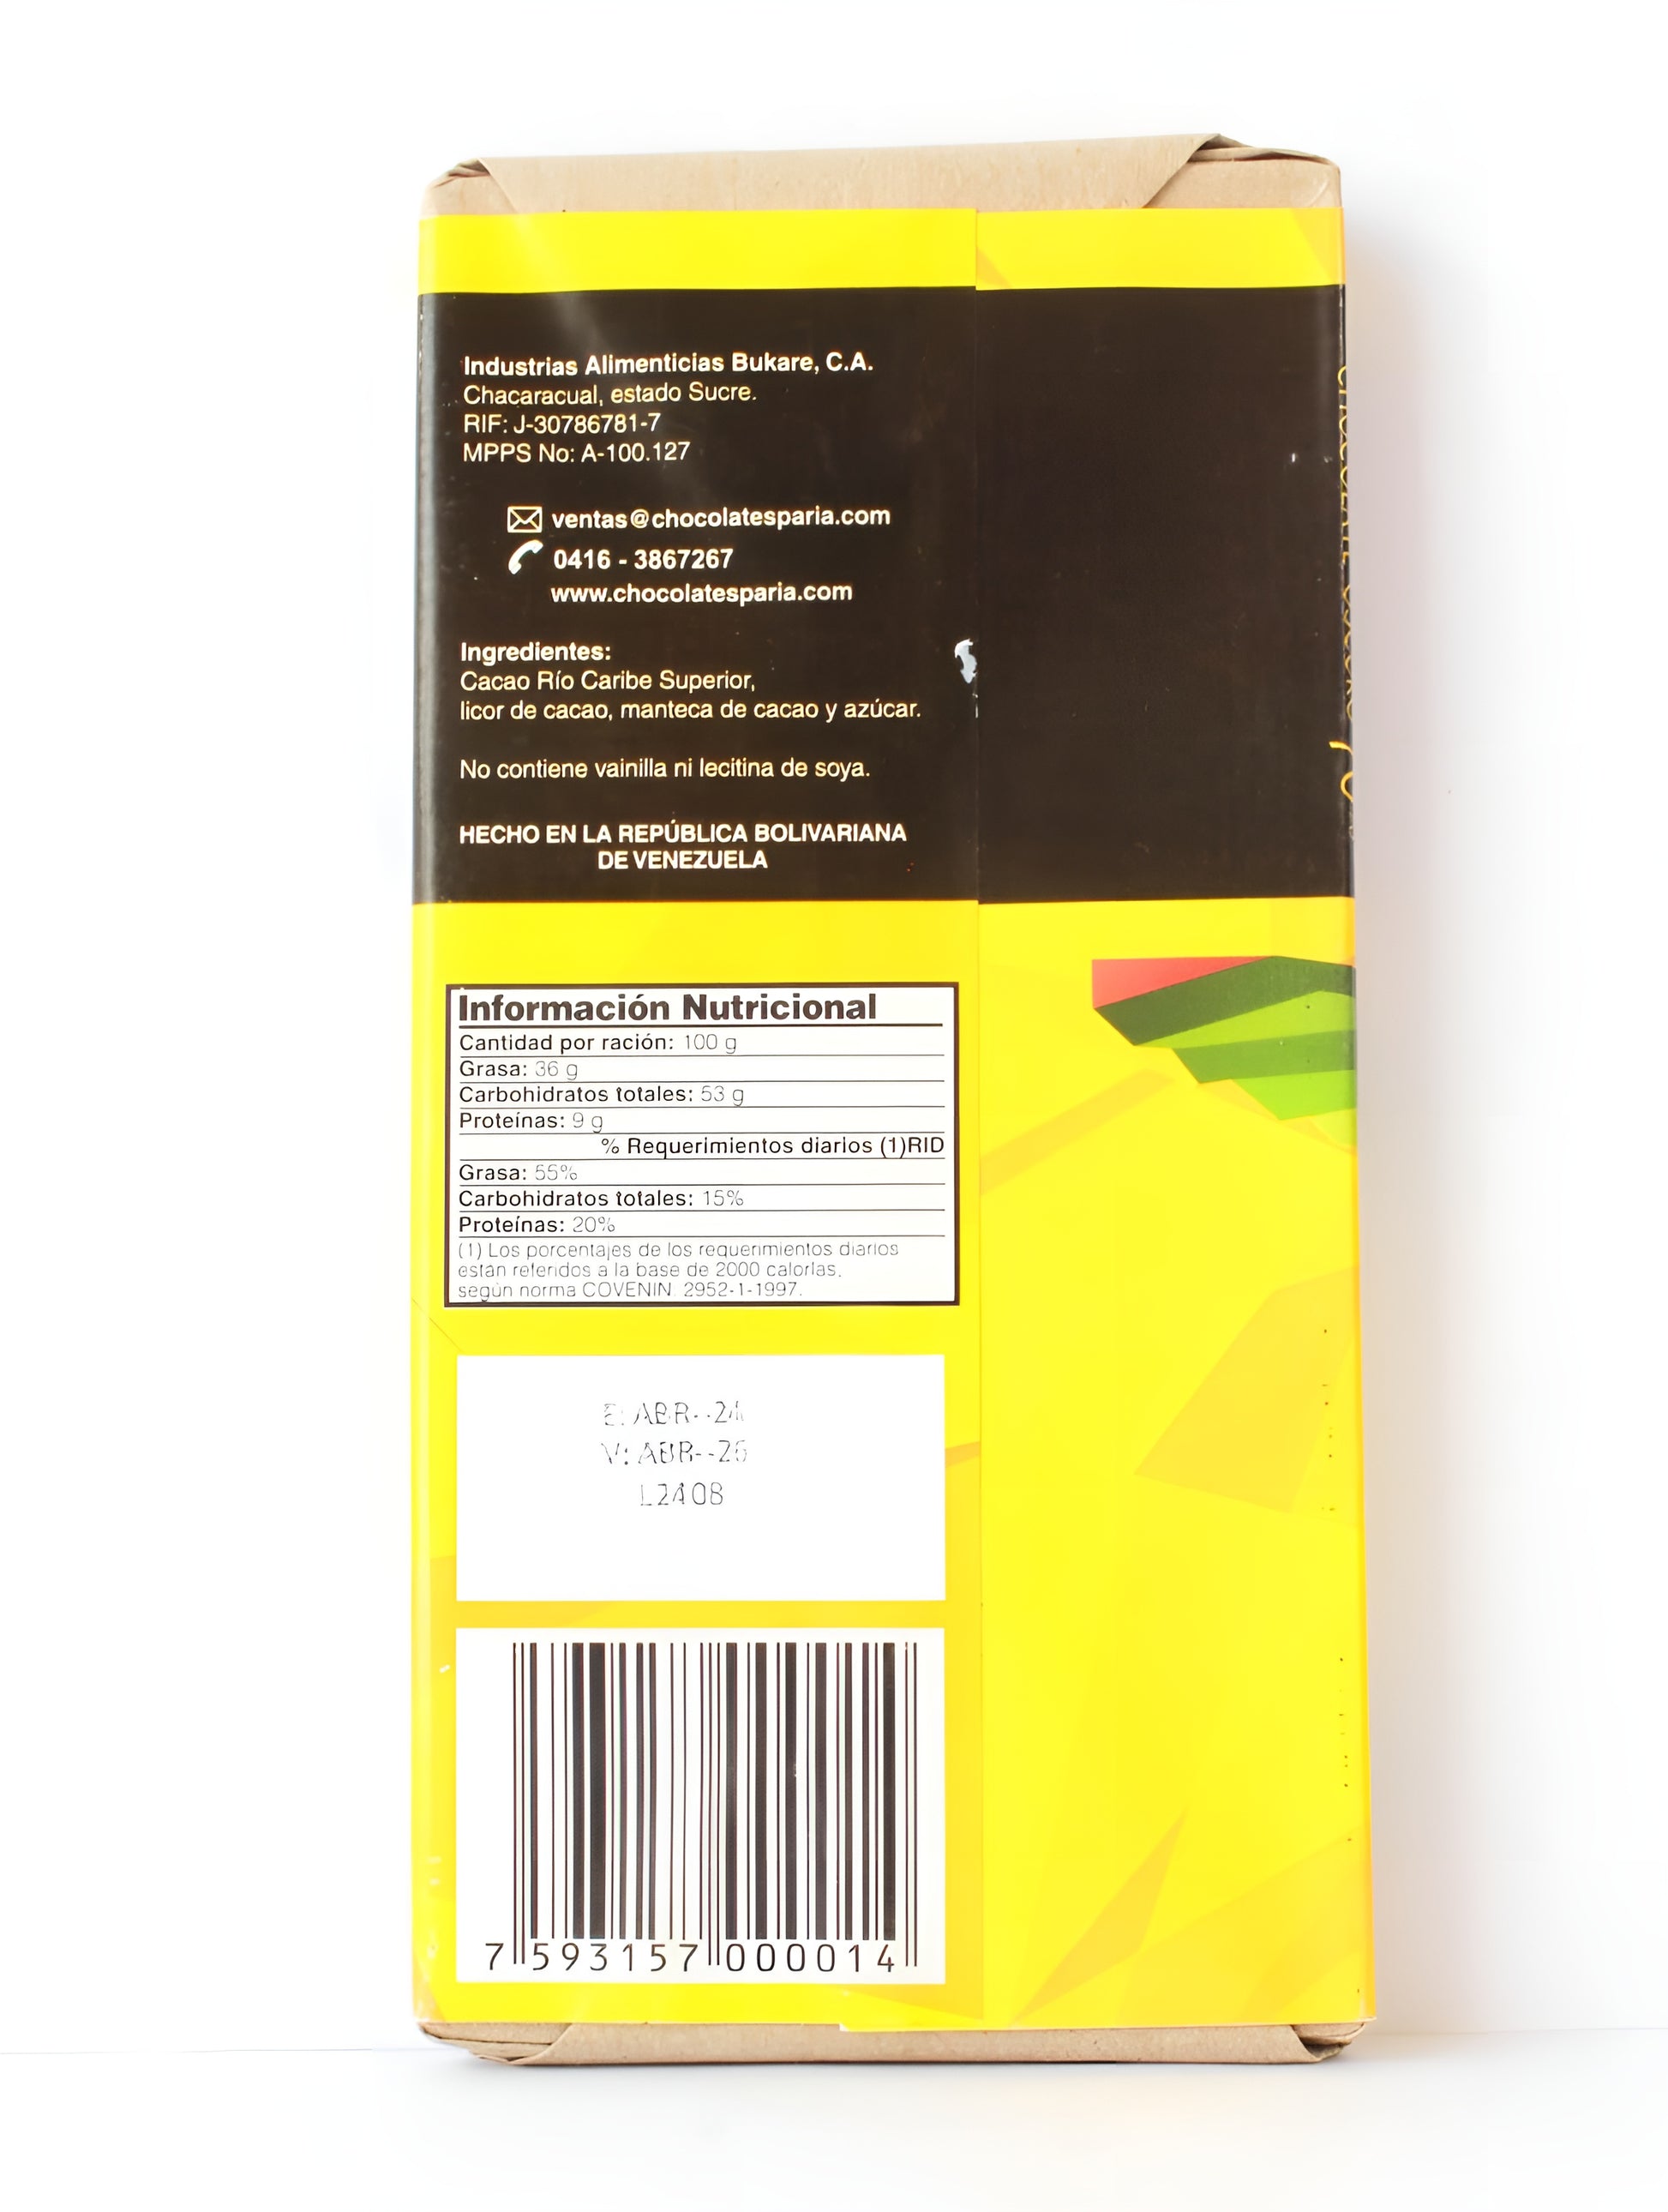 Industrias Alimenticias Bukare, C.A.
Chacaracual, estado Sucre.
RIF: J-30786781-7
MPPS No: A-100.127
ventas@chocolatesparia.com
0416 - 3867267
www.chocolatesparia.com
Ingredientes:
Cacao Río Caribe Superior,
licor de cacao, manteca de cacao y azúcar.
No contiene vainilla ni lecitina de soya.
HECHO EN LA REPÚBLICA BOLIVARIANA
DE VENEZUELA
Información Nutricional
Cantidad por ración: 100 g
Grasa: 36 g
Carbohidratos totales: 53 g
Proteínas: 9 g
% Requerimientos diarios (1)RID
Grasa: 55%
Carbohidratos totales: 15%
Proteínas: 20%
(1) Los porcentajes de los requerimientos diarios
están referidos a la base de 2000 calorías,
según norma COVENIN. 2952-1-1997.
E: ABR--24
V: ABR--26
L2408
7 593157 000014